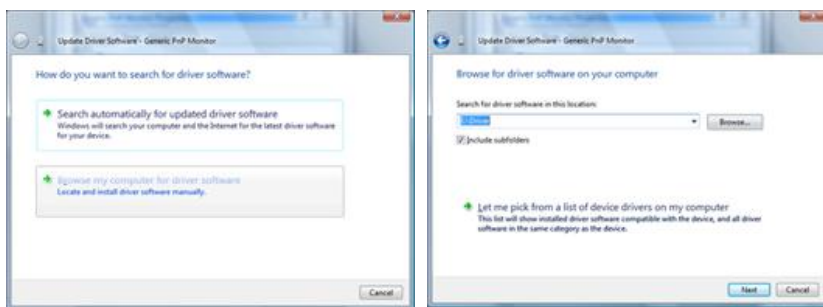 Update Driver Software - Generic PnP Monitor
How do you want to search for driver software?
Search automatically for updated driver software
Windows will search your computer and the Internet for the latest driver software
for your device.
Browse my computer for driver software
Locate and install driver software manually.
Cancel
Update Driver Software - Generic PnP Monitor
Browse for driver software on your computer
Search for driver software in this location:
Browse...
Include subfolders
Let me pick from a list of device drivers on my computer
This list will show installed driver software compatible with the device, and all driver
software in the same category as the device.
Next Cancel